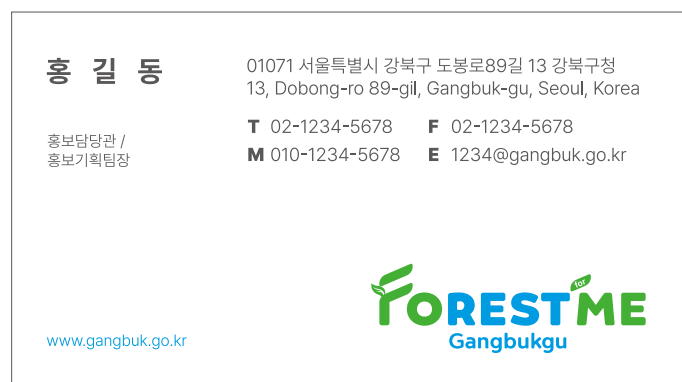 홍 길 동
홍보담당관 /
홍보기획팀장
01071 서울특별시 강북구 도봉로89길 13 강북구청
13, Dobong-ro 89-gil, Gangbuk-gu, Seoul, Korea
T 02-1234-5678 F 02-1234-5678
M 010-1234-5678 E 1234@gangbuk.go.kr
www.gangbuk.go.kr
FOREST for ME
Gangbukgu